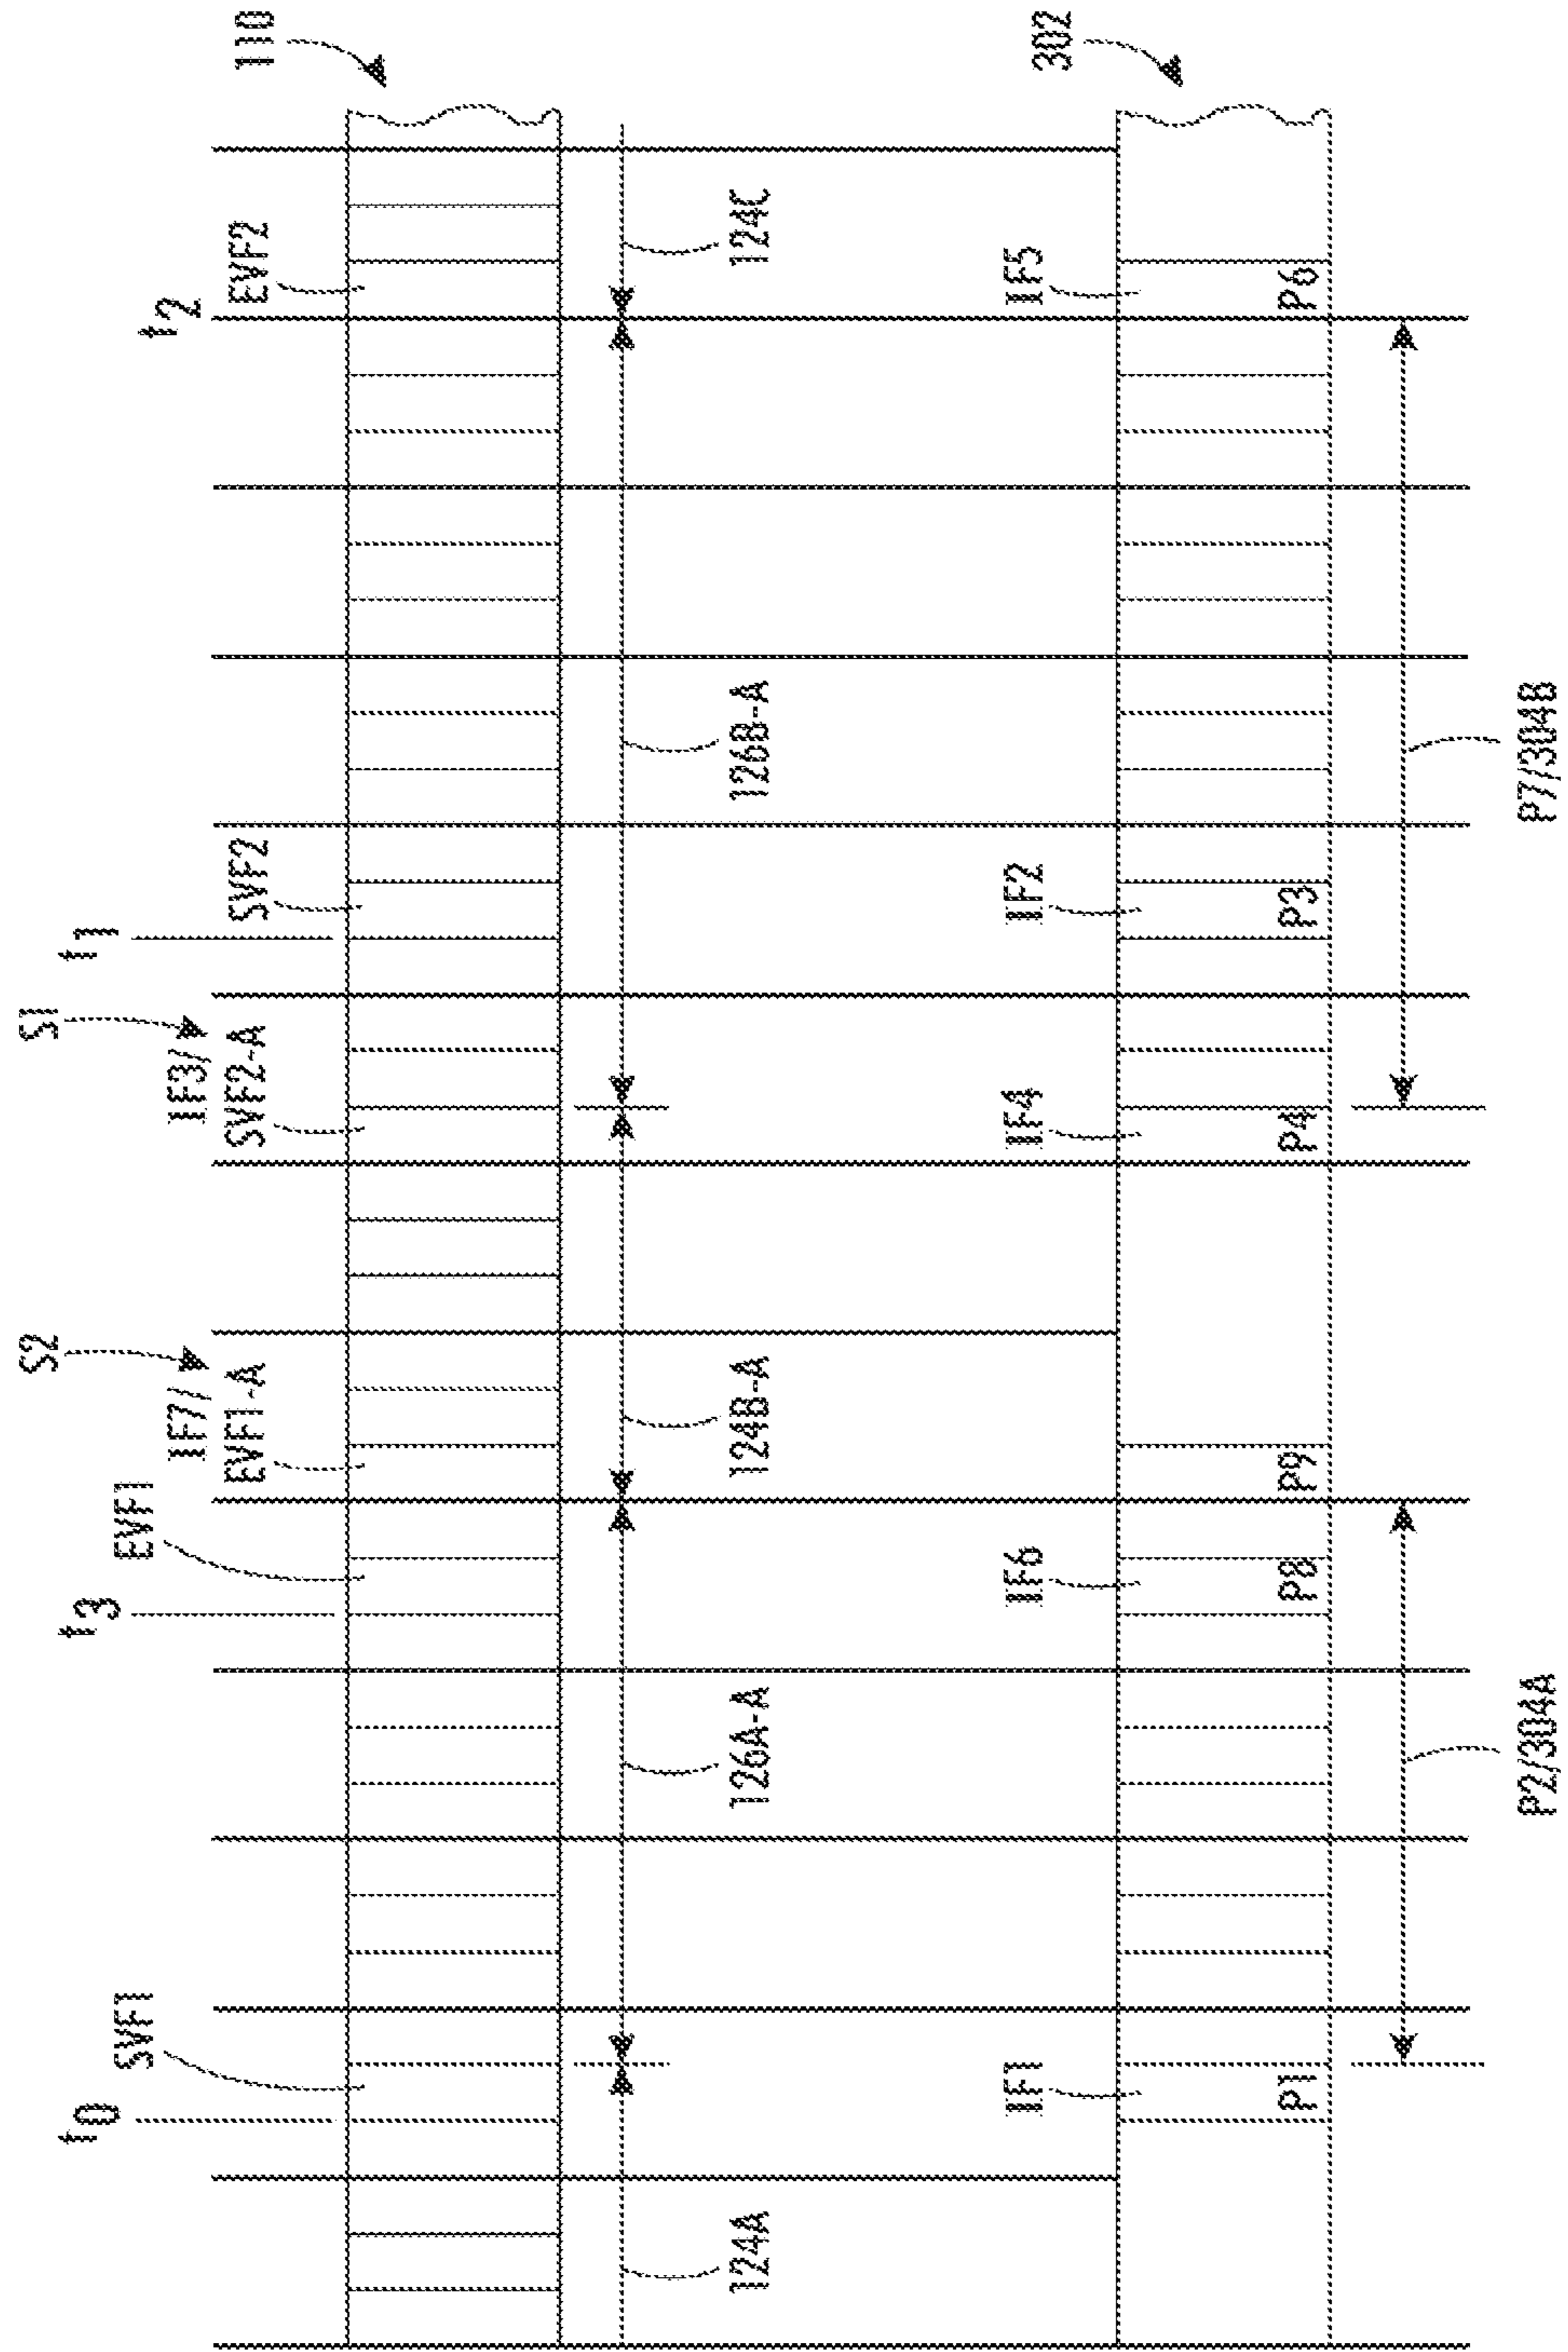 S2
S1
t0
SVF1
t3
EVF1
IF7/
EVF1-A
IF3/
SVF2-A
t1
SVF2
t2
EVF2
110
124A
126A-A
124B-A
126B-A
124C
IF1
IF6
IF4
IF2
IF5
302
P1
P8
P9
P4
P3
P6
P2/304A
P7/304B